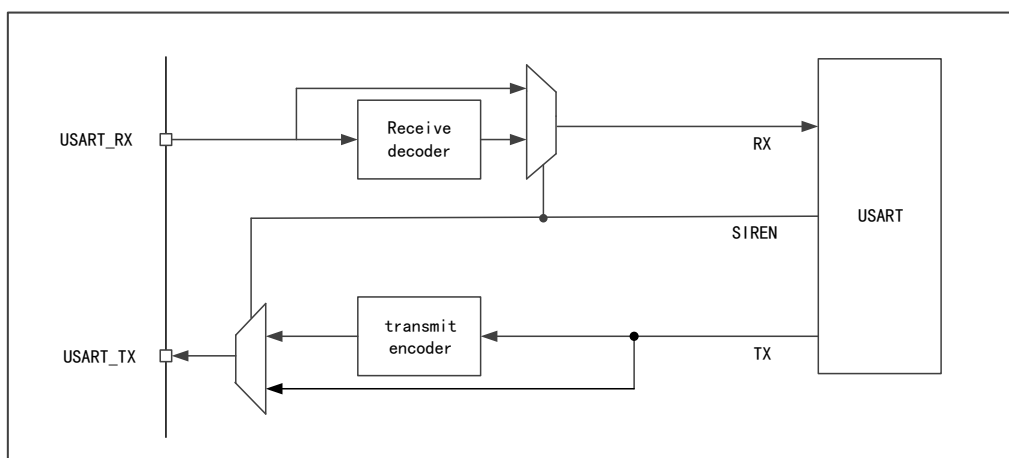 USART_RX
Receive
decoder
RX
USART
SIREN
transmit
encoder
USART_TX
TX